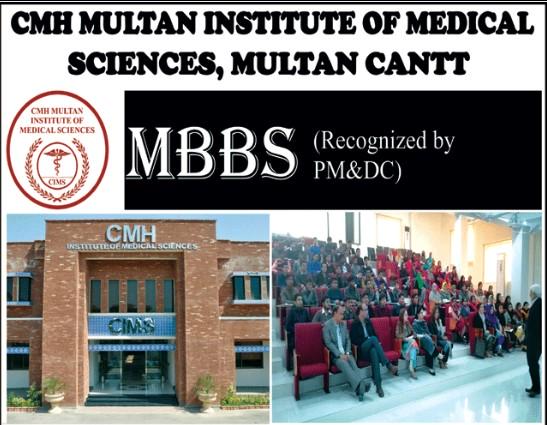 CMH MULTAN INSTITUTE OF MEDICAL
SCIENCES, MULTAN CANTT
CMH MULTAN
INSTITUTE OF
MEDICAL SCIENCES
CIMS
MBBS
(Recognized by
PM&DC)
CMH
INSTITUTE OF MEDICAL SCIENCES
CIMS